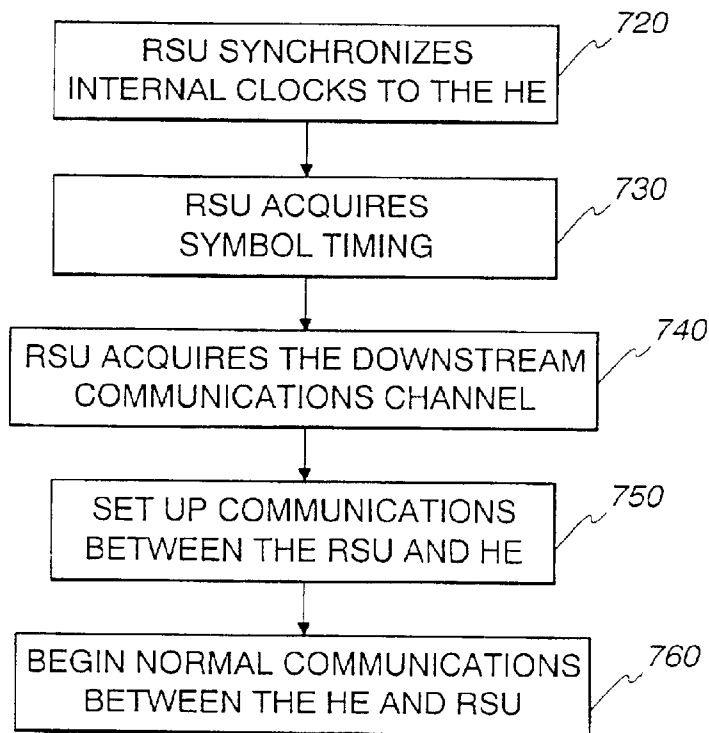 720
RSU SYNCHRONIZES
INTERNAL CLOCKS TO THE HE
730
RSU ACQUIRES
SYMBOL TIMING
740
RSU ACQUIRES THE DOWNSTREAM
COMMUNICATIONS CHANNEL
750
SET UP COMMUNICATIONS
BETWEEN THE RSU AND HE
760
BEGIN NORMAL COMMUNICATIONS
BETWEEN THE HE AND RSU